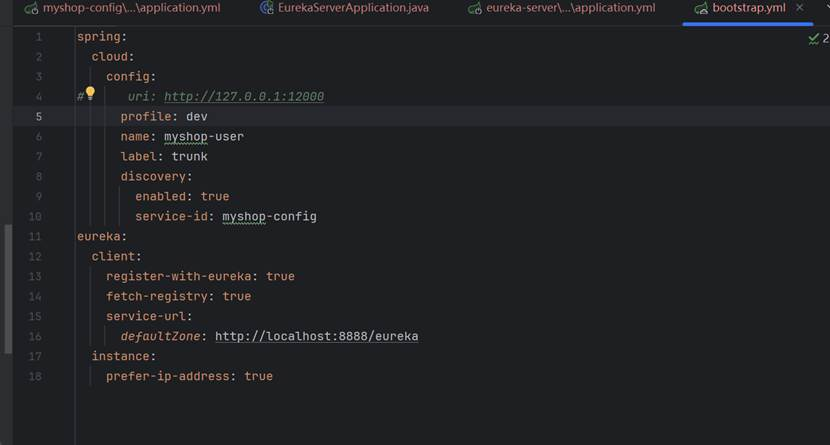 myshop-config\...\application.yml EurekaServerApplication.java eureka-server\...\application.yml bootstrap.yml
2
1 spring:
2 cloud:
3 config:
4 # uri: http://127.0.0.1:12000
5 profile: dev
6 name: myshop-user
7 label: trunk
8 discovery:
9 enabled: true
10 service-id: myshop-config
11 eureka:
12 client:
13 register-with-eureka: true
14 fetch-registry: true
15 service-url:
16 defaultZone: http://localhost:8888/eureka
17 instance:
18 prefer-ip-address: true